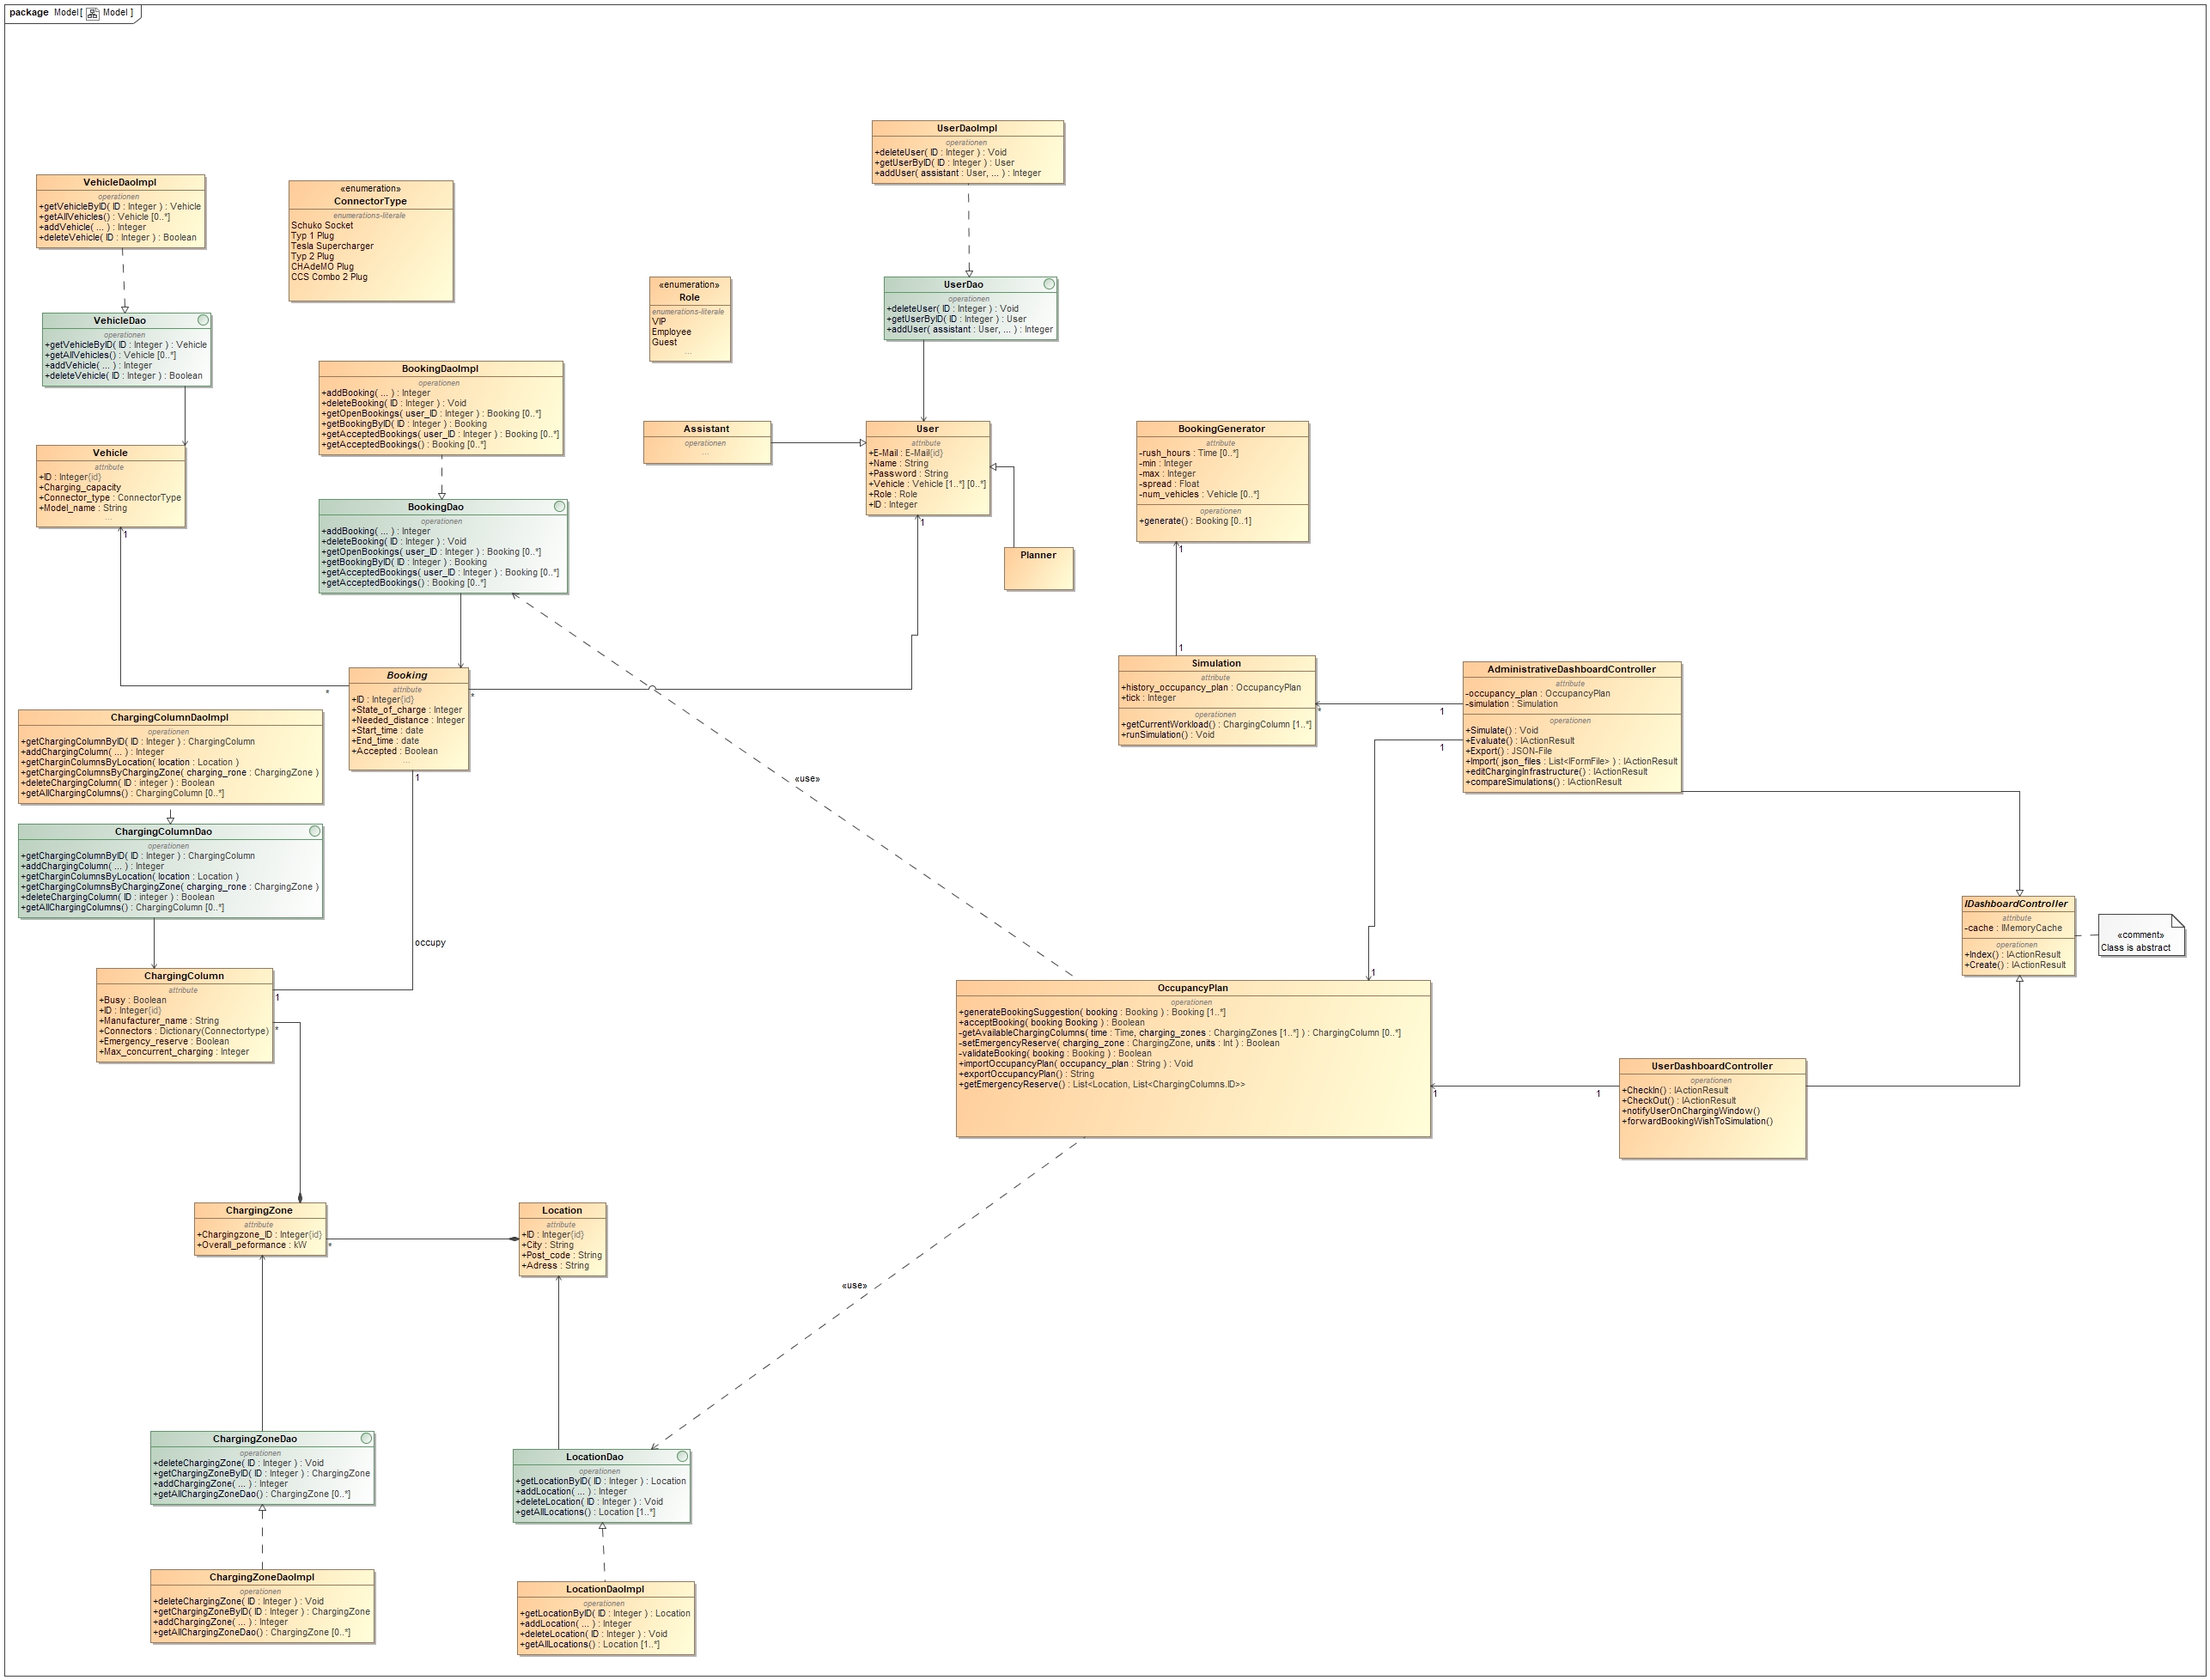 package Model [ Model ]
UserDaoImpl
operationen
+deleteUser( ID : Integer ) : Void
+getUserByID( ID : Integer ) : User
+addUser( assistant : User, ... ) : Integer
VehicleDaoImpl
operationen
+getVehicleByID( ID : Integer ) : Vehicle
+getAllVehicles() : Vehicle [0..*]
+addVehicle( ... ) : Integer
+deleteVehicle( ID : Integer ) : Boolean
«enumeration»
ConnectorType
enumerations-literale
Schuko Socket
Typ 1 Plug
Tesla Supercharger
Typ 2 Plug
CHAdeMO Plug
CCS Combo 2 Plug
«enumeration»
Role
enumerations-literale
VIP
Employee
Guest
...
UserDao
operationen
+deleteUser( ID : Integer ) : Void
+getUserByID( ID : Integer ) : User
+addUser( assistant : User, ... ) : Integer
VehicleDao
operationen
+getVehicleByID( ID : Integer ) : Vehicle
+getAllVehicles() : Vehicle [0..*]
+addVehicle( ... ) : Integer
+deleteVehicle( ID : Integer ) : Boolean
BookingDaoImpl
operationen
+addBooking( ... ) : Integer
+deleteBooking( ID : Integer ) : Void
+getOpenBookings( user_ID : Integer ) : Booking [0..*]
+getBookingByID( ID : Integer ) : Booking
+getAcceptedBookings( user_ID : Integer ) : Booking [0..*]
+getAcceptedBookings() : Booking [0..*]
Assistant
operationen
...
User
attribute
+E-Mail : E-Mail{id}
+Name : String
+Password : String
+Vehicle : Vehicle [1..*] [0..*]
+Role : Role
+ID : Integer
1
BookingGenerator
attribute
-rush_hours : Time [0..*]
-min : Integer
-max : Integer
-spread : Float
-num_vehicles : Vehicle [0..*]
operationen
+generate() : Booking [0..1]
1
Vehicle
attribute
+ID : Integer{id}
+Charging_capacity
+Connector_type : ConnectorType
+Model_name : String
...
1
BookingDao
operationen
+addBooking( ... ) : Integer
+deleteBooking( ID : Integer ) : Void
+getOpenBookings( user_ID : Integer ) : Booking [0..*]
+getBookingByID( ID : Integer ) : Booking
+getAcceptedBookings( user_ID : Integer ) : Booking [0..*]
+getAcceptedBookings() : Booking [0..*]
Planner
1
Simulation
attribute
+history_occupancy_plan : OccupancyPlan
+tick : Integer
operationen
+getCurrentWorkload() : ChargingColumn [1..*]
+runSimulation() : Void
*
1
1
AdministrativeDashboardController
attribute
-occupancy_plan : OccupancyPlan
-simulation : Simulation
operationen
+Simulate() : Void
+Evaluate() : IActionResult
+Export() : JSON-File
+Import( json_files : List<IFormFile> ) : IActionResult
+editChargingInfrastructure() : IActionResult
+compareSimulations() : IActionResult
*
Booking
attribute
+ID : Integer{id}
+State_of_charge : Integer
+Needed_distance : Integer
+Start_time : date
+End_time : date
+Accepted : Boolean
...
*
1
ChargingColumnDaoImpl
operationen
+getChargingColumnByID( ID : Integer ) : ChargingColumn
+addChargingColumn( ... ) : Integer
+getCharginColumnsByLocation( location : Location )
+getChargingColumnsByChargingZone( charging_rone : ChargingZone )
+deleteChargingColumn( ID : integer ) : Boolean
+getAllChargingColumns() : ChargingColumn [0..*]
«use»
ChargingColumnDao
operationen
+getChargingColumnByID( ID : Integer ) : ChargingColumn
+addChargingColumn( ... ) : Integer
+getCharginColumnsByLocation( location : Location )
+getChargingColumnsByChargingZone( charging_rone : ChargingZone )
+deleteChargingColumn( ID : integer ) : Boolean
+getAllChargingColumns() : ChargingColumn [0..*]
occupy
IDashboardController
attribute
-cache : IMemoryCache
operationen
+Index() : IActionResult
+Create() : IActionResult
«comment»
Class is abstract
ChargingColumn
attribute
+Busy : Boolean
+ID : Integer{id}
+Manufacturer_name : String
+Connectors : Dictionary(Connectortype)
+Emergency_reserve : Boolean
+Max_concurrent_charging : Integer
1
*
1
OccupancyPlan
operationen
+generateBookingSuggestion( booking : Booking ) : Booking [1..*]
+acceptBooking( booking Booking ) : Boolean
-getAvailableChargingColumns( time : Time, charging_zones : ChargingZones [1..*] ) : ChargingColumn [0..*]
-setEmergencyReserve( charging_zone : ChargingZone, units : Int ) : Boolean
-validateBooking( booking : Booking ) : Boolean
+importOccupancyPlan( occupancy_plan : String ) : Void
+exportOccupancyPlan() : String
+getEmergencyReserve() : List<Location, List<ChargingColumns.ID>>
1
1
UserDashboardController
operationen
+CheckIn() : IActionResult
+CheckOut() : IActionResult
+notifyUserOnChargingWindow()
+forwardBookingWishToSimulation()
ChargingZone
attribute
+Chargingzone_ID : Integer{id}
+Overall_peformance : kW
*
Location
attribute
+ID : Integer{id}
+City : String
+Post_code : String
+Adress : String
«use»
ChargingZoneDao
operationen
+deleteChargingZone( ID : Integer ) : Void
+getChargingZoneByID( ID : Integer ) : ChargingZone
+addChargingZone( ... ) : Integer
+getAllChargingZoneDao() : ChargingZone [0..*]
LocationDao
operationen
+getLocationByID( ID : Integer ) : Location
+addLocation( ... ) : Integer
+deleteLocation( ID : Integer ) : Void
+getAllLocations() : Location [1..*]
ChargingZoneDaoImpl
operationen
+deleteChargingZone( ID : Integer ) : Void
+getChargingZoneByID( ID : Integer ) : ChargingZone
+addChargingZone( ... ) : Integer
+getAllChargingZoneDao() : ChargingZone [0..*]
LocationDaoImpl
operationen
+getLocationByID( ID : Integer ) : Location
+addLocation( ... ) : Integer
+deleteLocation( ID : Integer ) : Void
+getAllLocations() : Location [1..*]